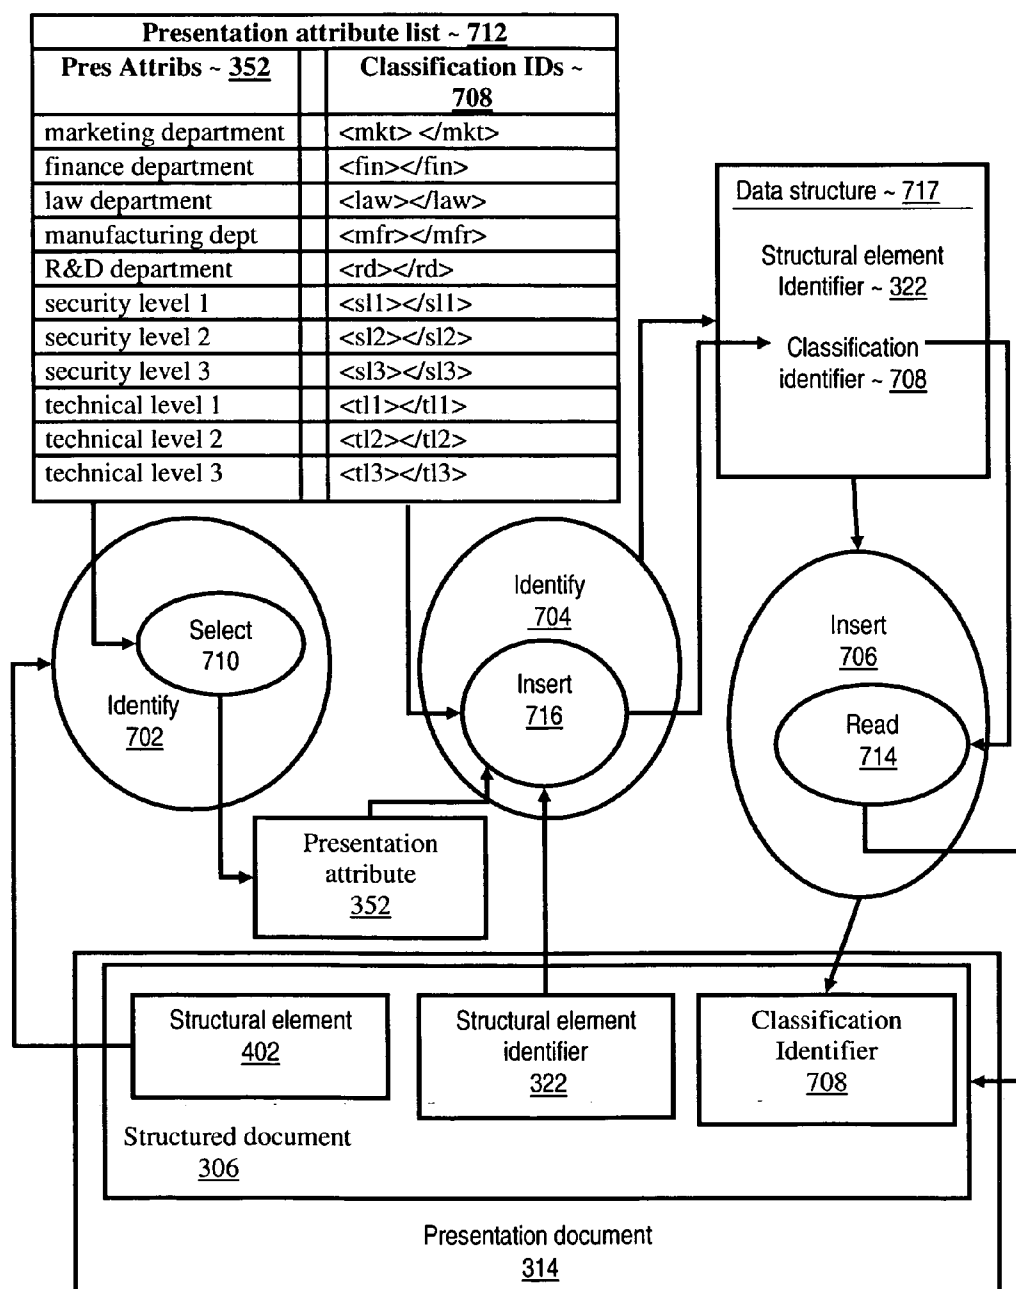 Presentation attribute list ~ 712
Pres Attribs ~ 352
Classification IDs ~
708
marketing department <mkt> </mkt>
finance department <fin></fin>
law department <law></law>
manufacturing dept <mfr></mfr>
R&D department <rd></rd>
security level 1 <sl1></sl1>
security level 2 <sl2></sl2>
security level 3 <sl3></sl3>
technical level 1 <tl1></tl1>
technical level 2 <tl2></tl2>
technical level 3 <tl3></tl3>
Data structure ~ 717
Structural element
Identifier ~ 322
Classification
identifier ~ 708
Select
710
Identify
702
Identify
704
Insert
716
Insert
706
Read
714
Presentation
attribute
352
Structural element
402
Structural element
identifier
322
Classification
Identifier
708
Structured document
306
Presentation document
314